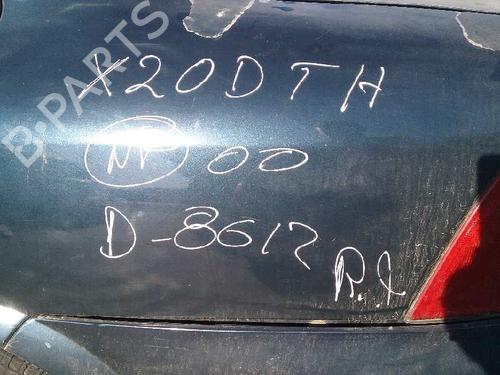 X20DTH
NP 00
D-8612
R.I
B-PARTS